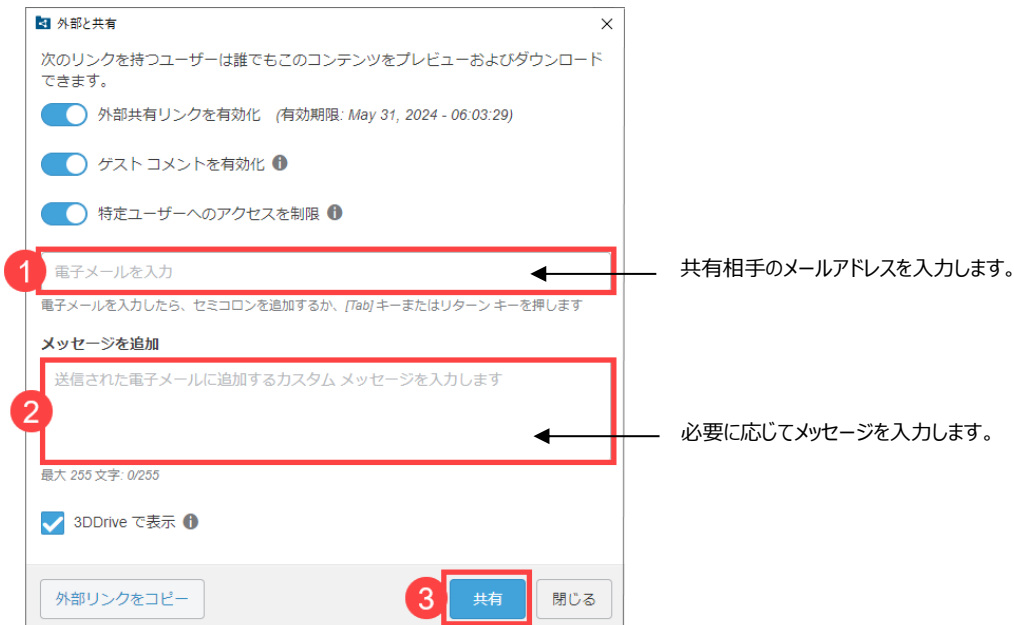 外部と共有
次のリンクを持つユーザーは誰でもこのコンテンツをプレビューおよびダウンロード
できます。
外部共有リンクを有効化 (有効期限: May 31, 2024 - 06:03:29)
ゲスト コメントを有効化
特定ユーザーへのアクセスを制限
1 電子メールを入力
共有相手のメールアドレスを入力します。
電子メールを入力したら、セミコロンを追加するか、[Tab] キーまたはリターン キーを押します
メッセージを追加
送信された電子メールに追加するカスタム メッセージを入力します
2
必要に応じてメッセージを入力します。
最大 255 文字: 0/255
3DDrive で表示
外部リンクをコピー 3 共有 閉じる